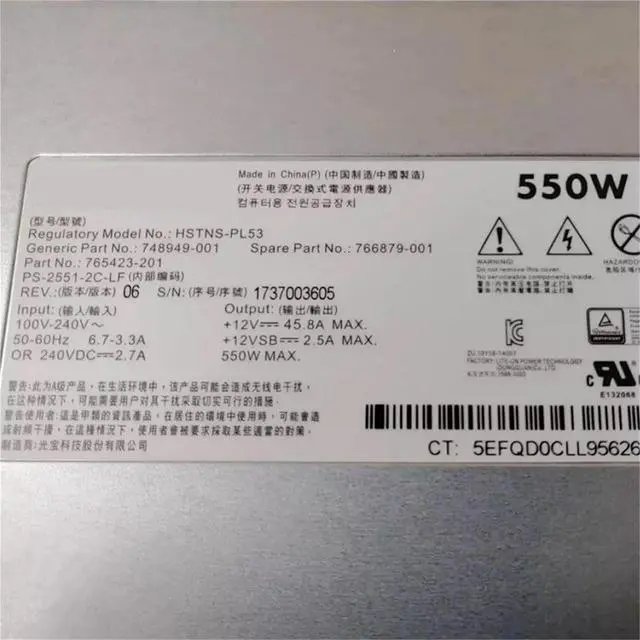 Made in China(P) (中国制造/中國製造)
(开关电源/交换式電源供應器)
컴퓨터용 전원공급장치
550W
(型号/型號)
Regulatory Model No.: HSTNS-PL53
Generic Part No.: 748949-001 Spare Part No.: 766879-001
Part No.: 765423-201
PS-2551-2C-LF(内部编码)
REV.: (版本/版本) 06 S/N: (序号/序號) 1737003605
Input: (输入/輸入) Output: (输出/輸出)
100V-240V~ +12V⎓45.8A MAX.
50-60Hz 6.7-3.3A +12VSB⎓2.5A MAX.
OR 240VDC⎓2.7A 550W MAX.
HAZARDO
警告:此为A级产品,在生活环境中,该产品可能会造成无线电干扰,
在这种情况下,可能需要用户对其干扰采取切实可行的措施。
警告使用者:這是甲類的資訊產品,在居住的環境中使用時,可能會造成
射頻干擾,在這種情況下,使用者會被要求採取某些適當的對策。
制造商:光宝科技股份有限公司
FACTORY: LITE-ON POWER TECHNOLOGY
(DONGGUAN)Co.,Ltd.
c RU us
E132068
CT: 5EFQD0CLL95626